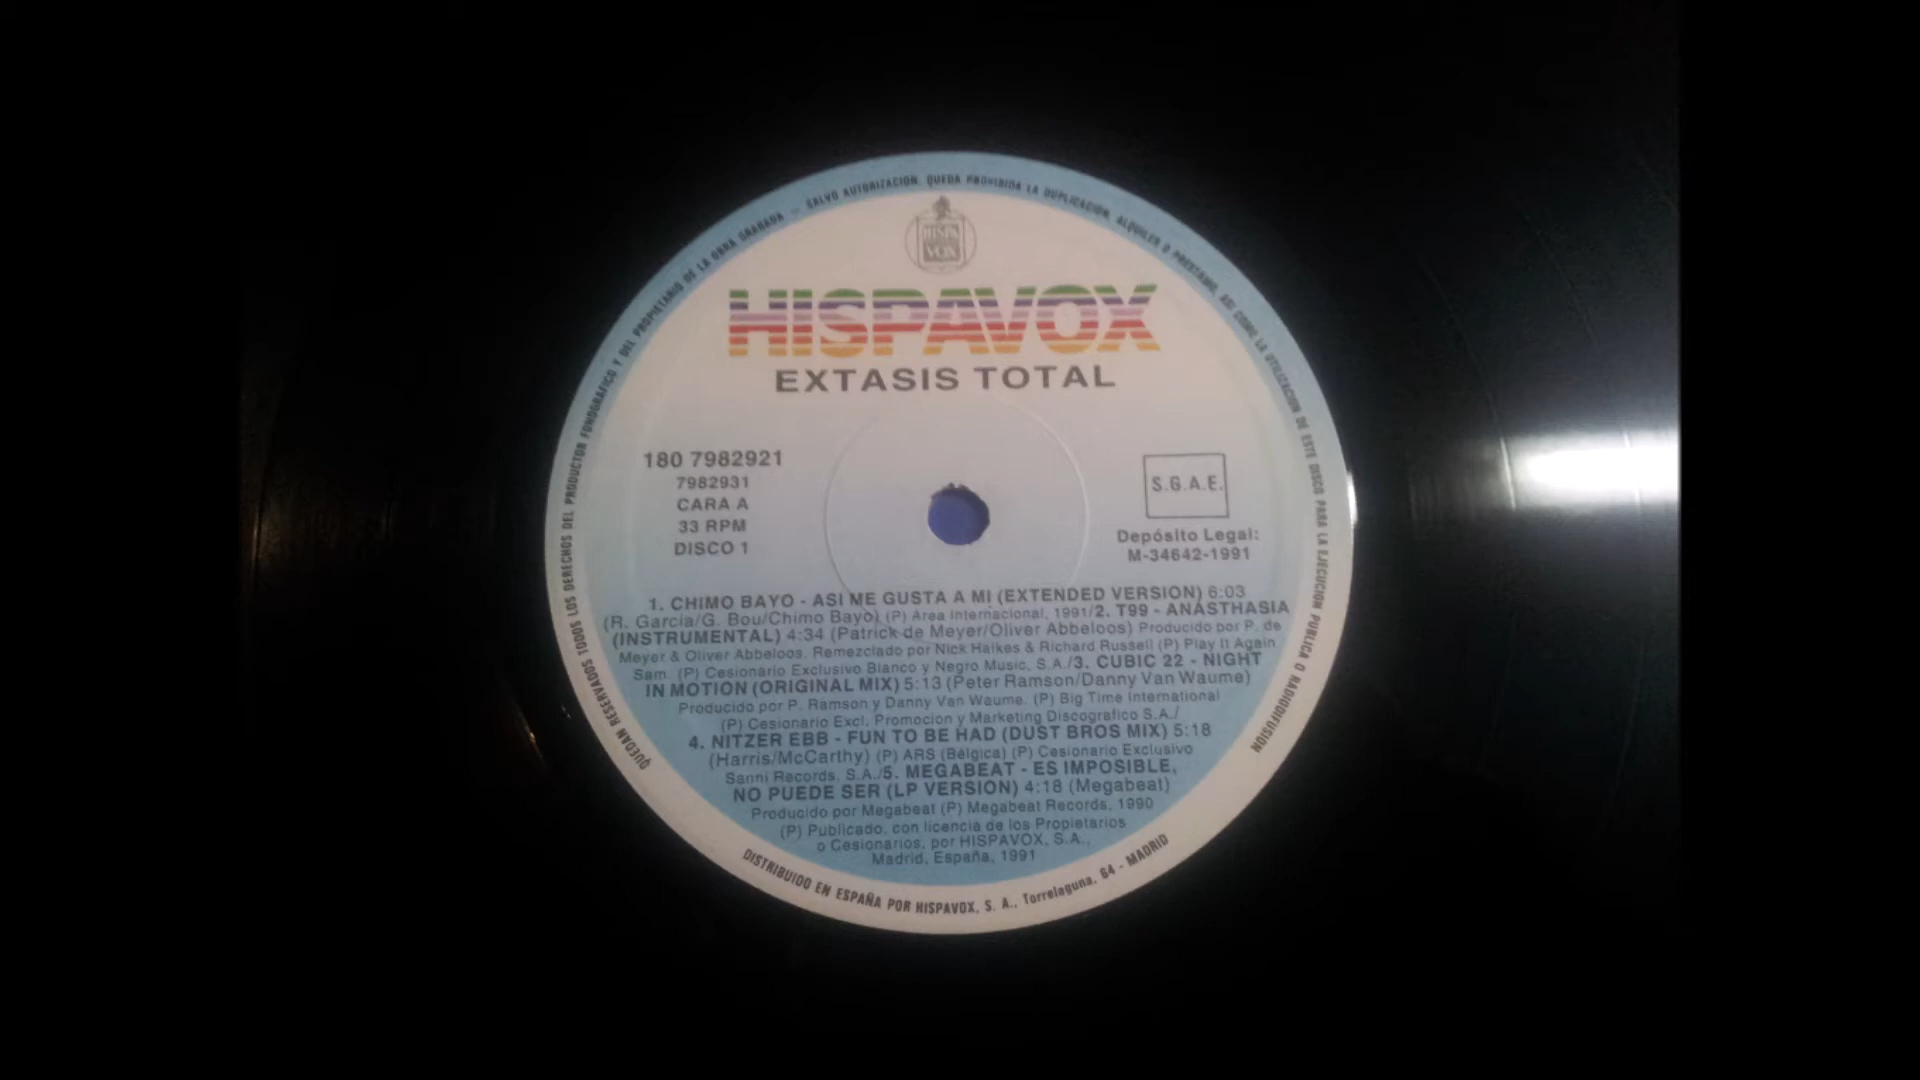 QUEDAN RESERVADOS TODOS LOS DERECHOS DEL PRODUCTOR FONOGRAFICO Y DEL PROPIETARIO DE LA OBRA GRABADA - SALVO AUTORIZACION, QUEDA PROHIBIDA LA DUPLICACION, ALQUILER O PRESTAMO, ASI COMO LA UTILIZACION DE ESTE DISCO PARA LA EJECUCION PUBLICA O RADIODIFUSION
HISPA
VOX
HISPAVOX
EXTASIS TOTAL
180 7982921
7982931
CARA A
33 RPM
DISCO 1
S.G.A.E.
Depósito Legal:
M-34642-1991
1. CHIMO BAYO - ASI ME GUSTA A MI (EXTENDED VERSION) 6:03
(R. García/G. Bou/Chimo Bayo) (P) Area Internacional, 1991/2. T99 - ANASTHASIA
(INSTRUMENTAL) 4:34 (Patrick de Meyer/Oliver Abbeloos) Producido por P. de
Meyer & Oliver Abbeloos. Remezclado por Nick Halkes & Richard Russell (P) Play It Again
Sam. (P) Cesionario Exclusivo Blanco y Negro Music, S.A./3. CUBIC 22 - NIGHT
IN MOTION (ORIGINAL MIX) 5:13 (Peter Ramson/Danny Van Waume)
Producido por P. Ramson y Danny Van Waume. (P) Big Time International
(P) Cesionario Excl. Promocion y Marketing Discografico S.A./
4. NITZER EBB - FUN TO BE HAD (DUST BROS MIX) 5:18
(Harris/McCarthy) (P) ARS (Bélgica) (P) Cesionario Exclusivo
Sanni Records, S.A./5. MEGABEAT - ES IMPOSIBLE,
NO PUEDE SER (LP VERSION) 4:18 (Megabeat)
Producido por Megabeat (P) Megabeat Records, 1990
(P) Publicado, con licencia de los Propietarios
o Cesionarios, por HISPAVOX, S.A.,
Madrid, España, 1991
DISTRIBUIDO EN ESPAÑA POR HISPAVOX, S. A., Torrelaguna, 64 - MADRID